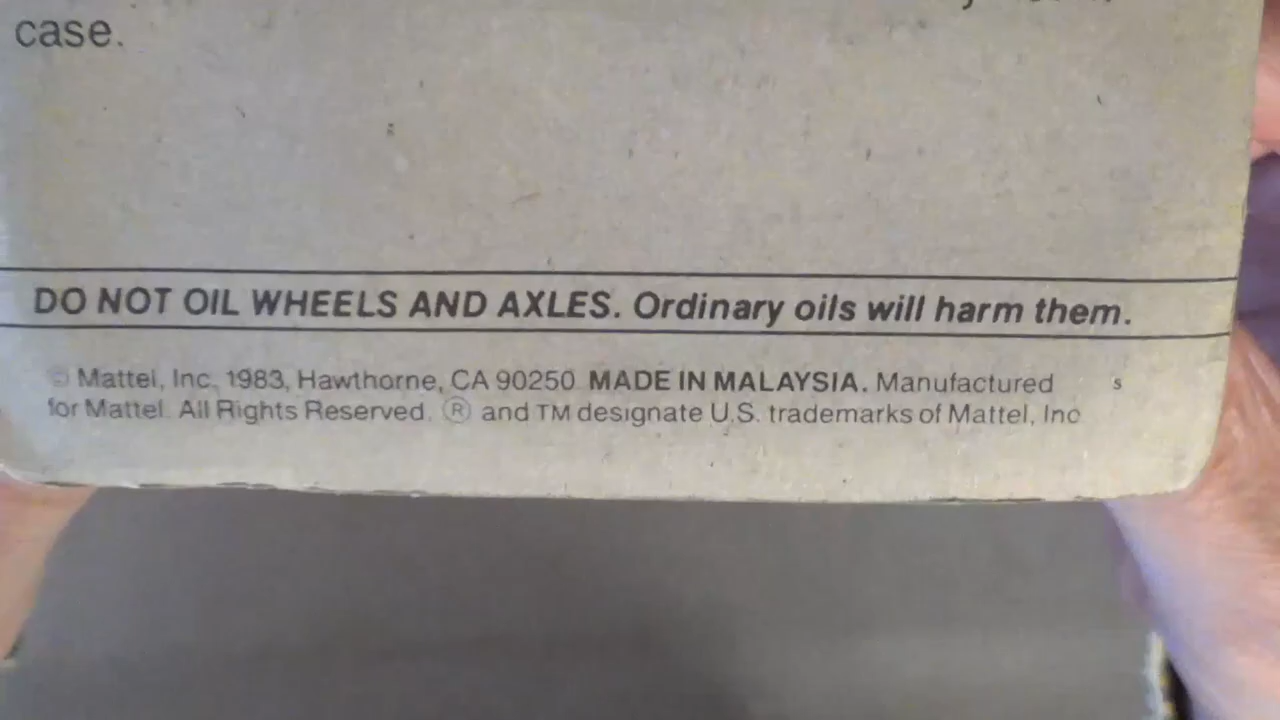 case.
DO NOT OIL WHEELS AND AXLES. Ordinary oils will harm them.
© Mattel, Inc. 1983, Hawthorne, CA 90250 MADE IN MALAYSIA. Manufactured s
for Mattel. All Rights Reserved. ® and TM designate U.S. trademarks of Mattel, Inc